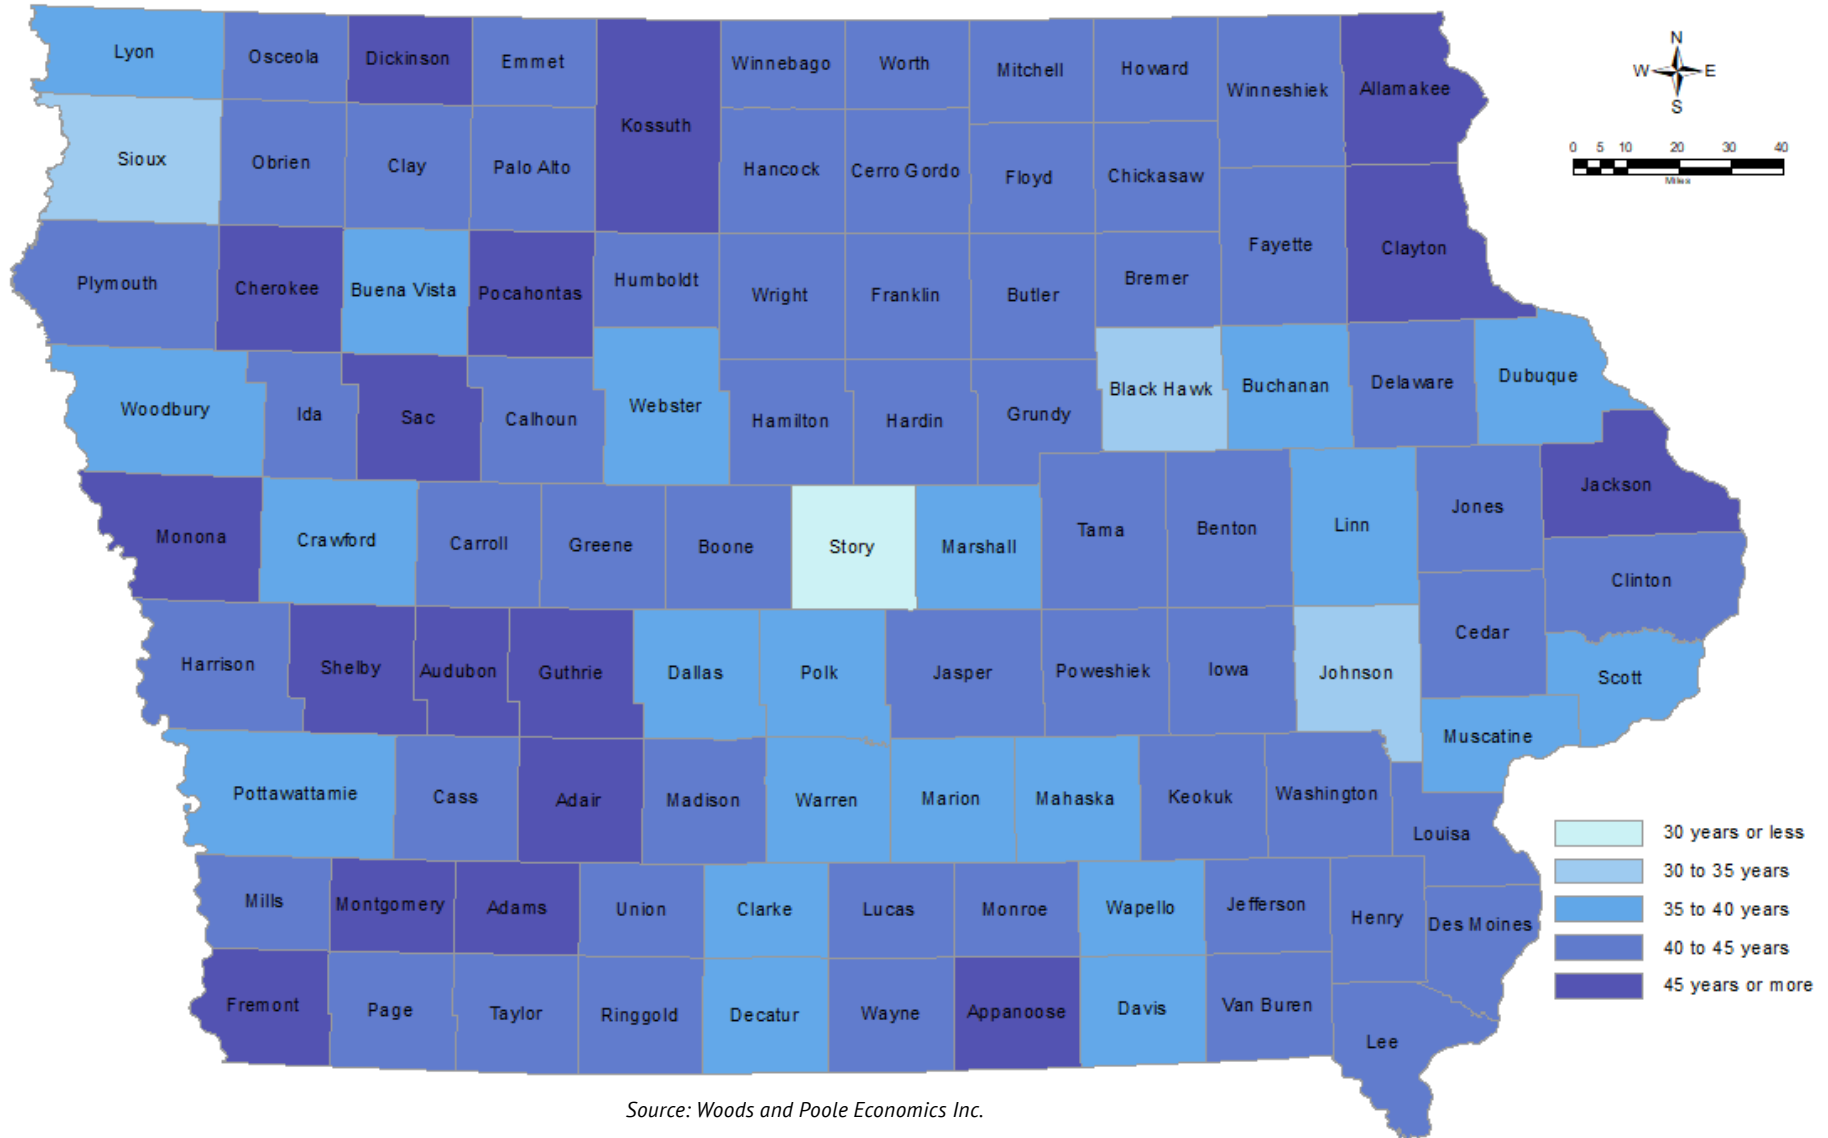 Lyon
Osceola
Dickinson
Emmet
Kossuth
Winnebago
Worth
Mitchell
Howard
Winneshiek
Allamakee
N
W
E
S
0 5 10 20 30 40
Miles
Sioux
Obrien
Clay
Palo Alto
Hancock
Cerro Gordo
Floyd
Chickasaw
Fayette
Clayton
Plymouth
Cherokee
Buena Vista
Pocahontas
Humboldt
Wright
Franklin
Butler
Bremer
Woodbury
Ida
Sac
Calhoun
Webster
Hamilton
Hardin
Grundy
Black Hawk
Buchanan
Delaware
Dubuque
Monona
Crawford
Carroll
Greene
Boone
Story
Marshall
Tama
Benton
Linn
Jones
Jackson
Clinton
Harrison
Shelby
Audubon
Guthrie
Dallas
Polk
Jasper
Poweshiek
Iowa
Johnson
Cedar
Scott
Muscatine
Pottawattamie
Cass
Adair
Madison
Warren
Marion
Mahaska
Keokuk
Washington
Louisa
Mills
Montgomery
Adams
Union
Clarke
Lucas
Monroe
Wapello
Jefferson
Henry
Des Moines
Fremont
Page
Taylor
Ringgold
Decatur
Wayne
Appanoose
Davis
Van Buren
Lee
30 years or less
30 to 35 years
35 to 40 years
40 to 45 years
45 years or more
Source: Woods and Poole Economics Inc.